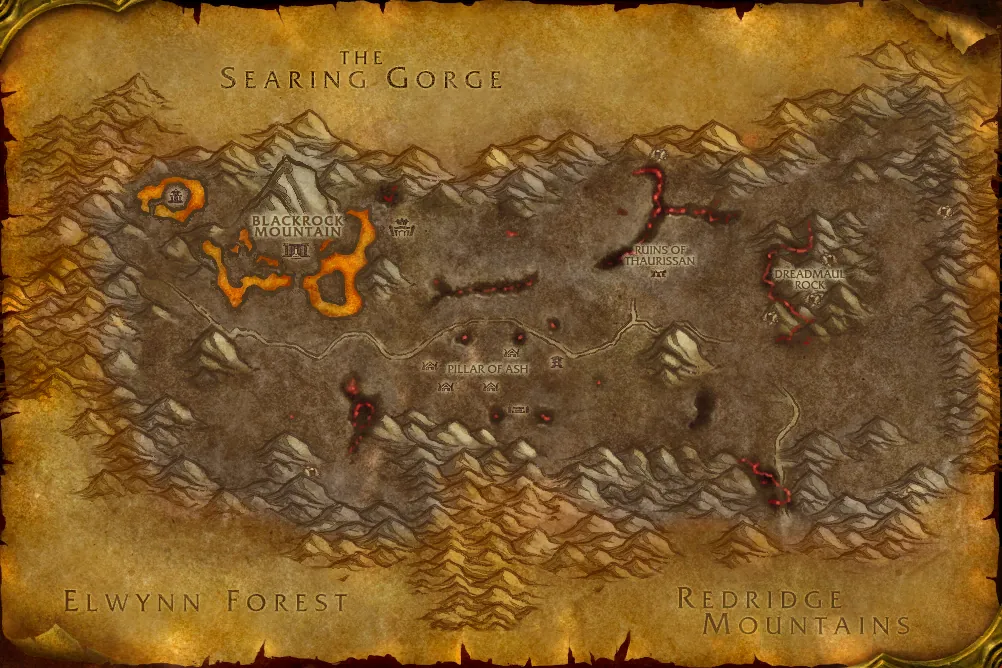 THE
SEARING GORGE
BLACKROCK
MOUNTAIN
RUINS OF
THAURISSAN
DREADMAUL
ROCK
PILLAR OF ASH
ELWYNN FOREST
REDRIDGE
MOUNTAINS